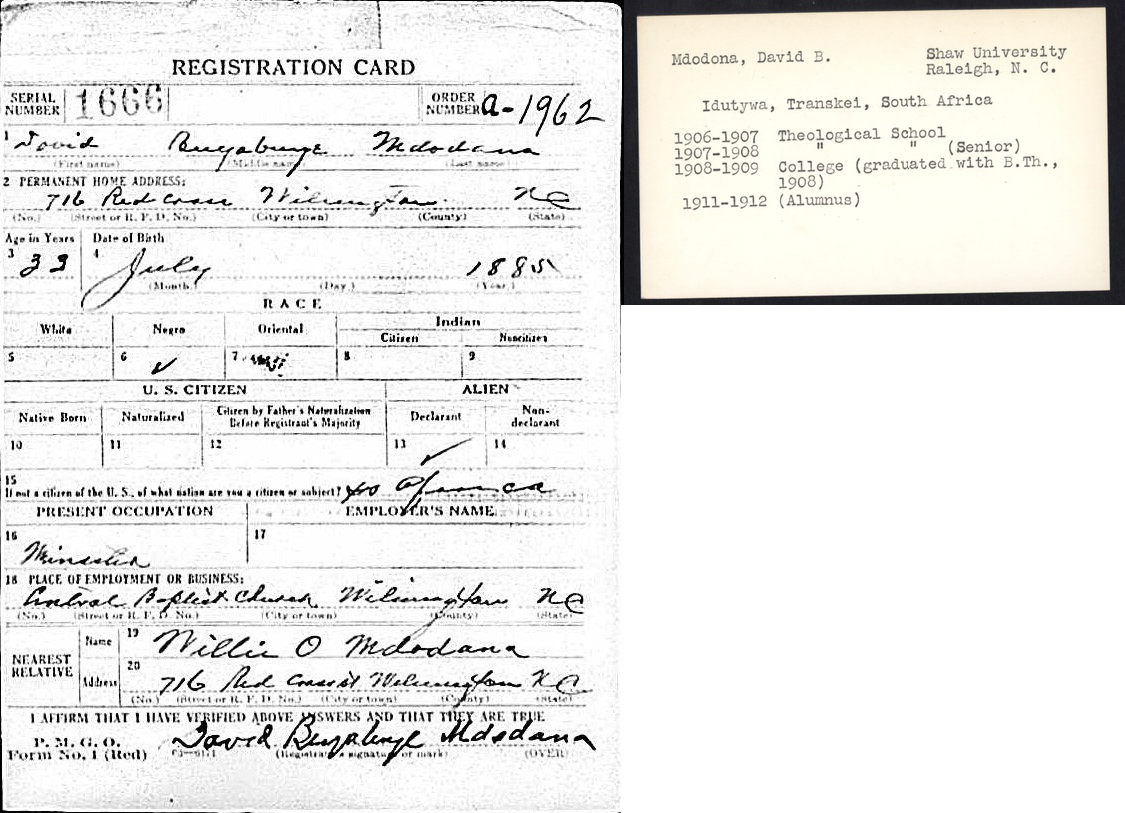 REGISTRATION CARD
SERIAL NUMBER 1666 ORDER NUMBER a-1962
1 David Buyabuye Mdodana
(First name) (Middle name) (Last name)
2 PERMANENT HOME ADDRESS:
716 Red Cross Wilmington NC
(No.) (Street or R. F. D. No.) (City or town) (County) (State)
Age in Years Date of Birth
3 33 4 July 1885
(Month.) (Day.) (Year.)
RACE
White Negro Oriental Indian
Citizen Noncitizen
5 6 ✓ 7 8 9
U. S. CITIZEN ALIEN
Native Born Naturalized Citizen by Father's Naturalization Before Registrant's Majority Declarant Non-declarant
10 11 12 13 ✓ 14
15
If not a citizen of the U. S., of what nation are you a citizen or subject? So Africa
PRESENT OCCUPATION EMPLOYER'S NAME
16 17
Minister
18 PLACE OF EMPLOYMENT OR BUSINESS:
Central Baptist Church Wilmington NC
(No.) (Street or R. F. D. No.) (City or town) (County) (State)
NEAREST RELATIVE
Name 19 Willie O Mdodana
Address 20 716 Red Cross st Wilmington NC
(No.) (Street or R. F. D. No.) (City or town) (County) (State)
I AFFIRM THAT I HAVE VERIFIED ABOVE ANSWERS AND THAT THEY ARE TRUE
P. M. G. O.
Form No. 1 (Red) David Buyabuye Mdodana
(Registrant's signature or mark) (OVER)
Mdodona, David B. Shaw University
Raleigh, N. C.
Idutywa, Transkei, South Africa
1906-1907 Theological School
1907-1908 " " (Senior)
1908-1909 College (graduated with B.Th.,
1908)
1911-1912 (Alumnus)